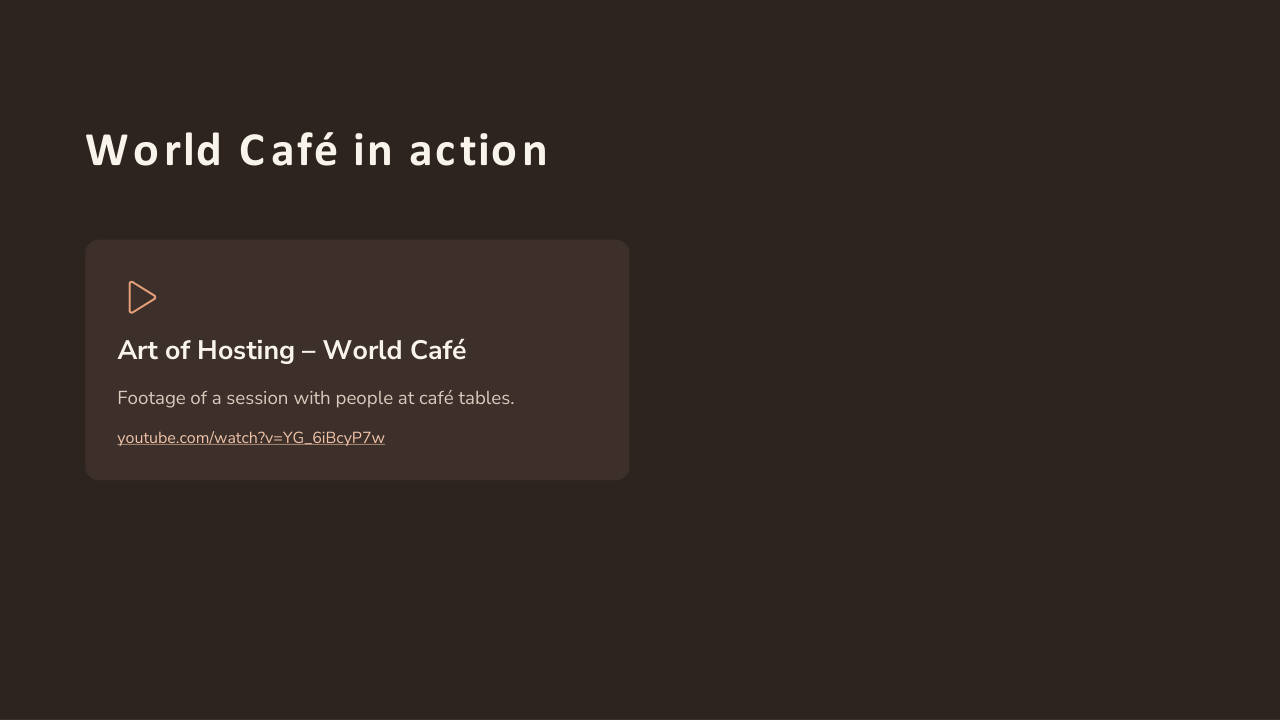 World Café in action
Art of Hosting – World Café
Footage of a session with people at café tables.
youtube.com/watch?v=YG_6iBcyP7w